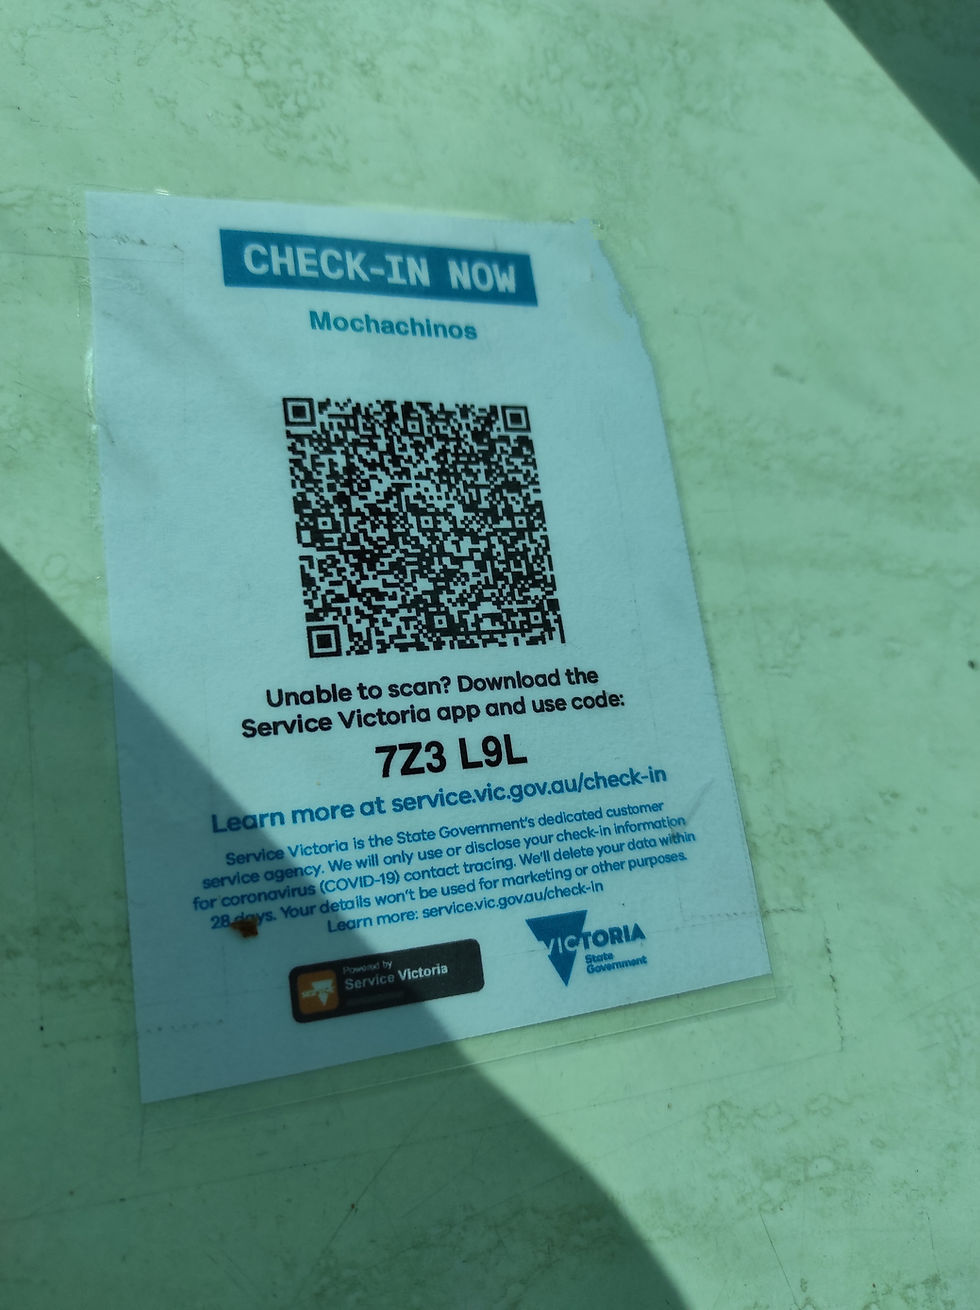 CHECK-IN NOW
Mochachinos
Unable to scan? Download the
Service Victoria app and use code:
7Z3 L9L
Learn more at service.vic.gov.au/check-in
Service Victoria is the State Government's dedicated customer
service agency. We will only use or disclose your check-in information
for coronavirus (COVID-19) contact tracing. We'll delete your data within
28 days. Your details won't be used for marketing or other purposes.
Learn more: service.vic.gov.au/check-in
Powered by
Service Victoria
VICTORIA
State
Government